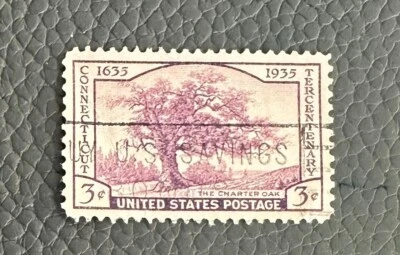 1635 1935
CONNECTICUT
TERCENTENARY
U.S. SAVINGS
THE CHARTER OAK
3¢ 3¢
UNITED STATES POSTAGE